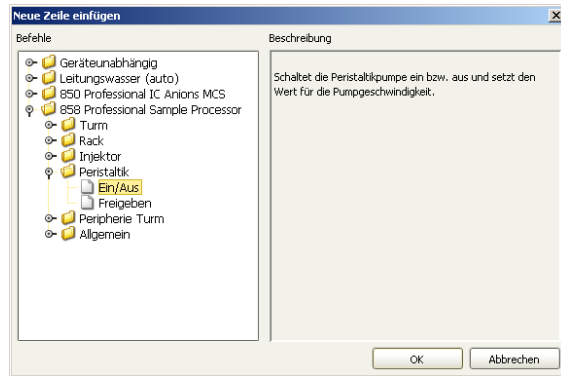 Neue Zeile einfügen
Befehle
Beschreibung
Geräteunabhängig
Leitungswasser (auto)
850 Professional IC Anions MCS
858 Professional Sample Processor
Turm
Rack
Injektor
Peristaltik
Ein/Aus
Freigeben
Peripherie Turm
Allgemein
Schaltet die Peristaltikpumpe ein bzw. aus und setzt den
Wert für die Pumpgeschwindigkeit.
OK
Abbrechen